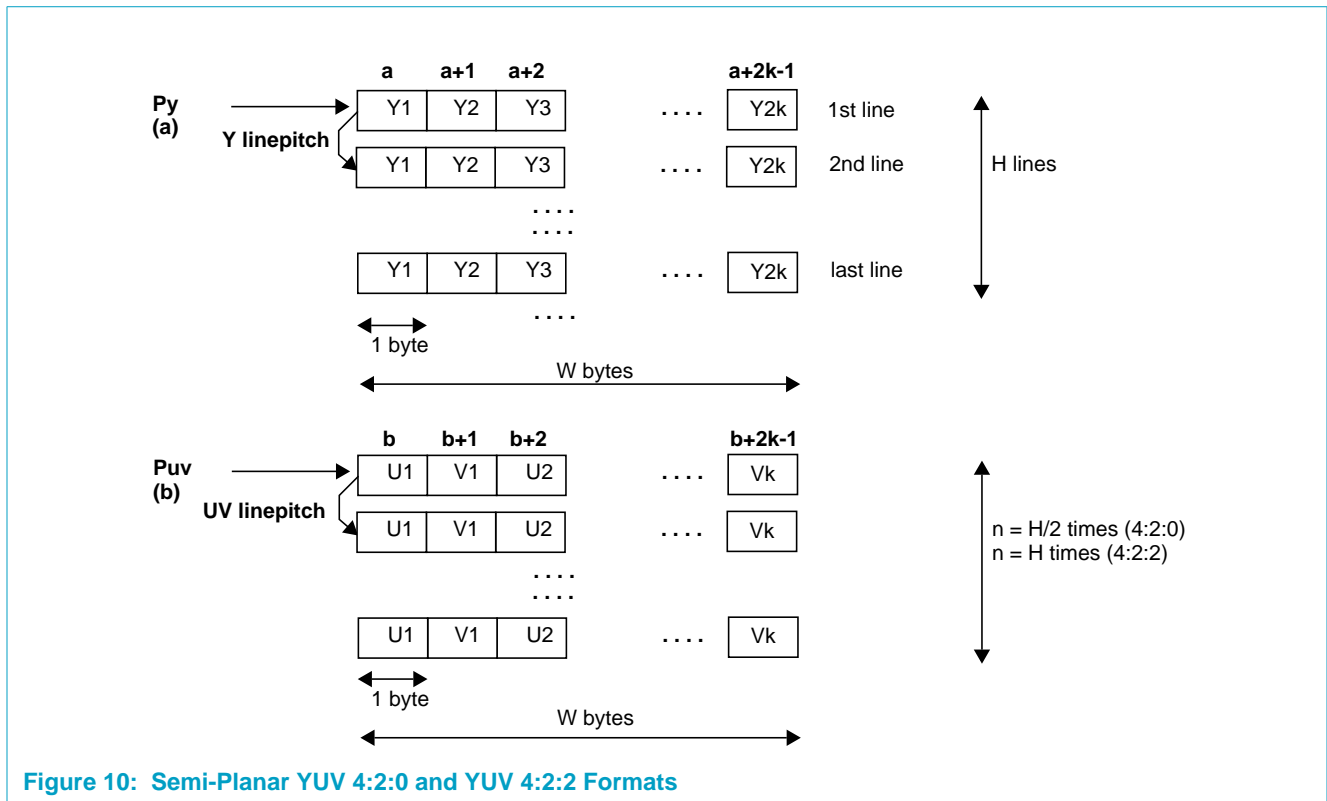 a a+1 a+2 a+2k-1
Py
(a)
Y1 Y2 Y3 . . . . Y2k 1st line
Y linepitch
Y1 Y2 Y3 . . . . Y2k 2nd line
H lines
. . . .
. . . .
Y1 Y2 Y3 . . . . Y2k last line
. . . .
1 byte
W bytes
b b+1 b+2 b+2k-1
Puv
(b)
U1 V1 U2 . . . . Vk
UV linepitch
U1 V1 U2 . . . . Vk
n = H/2 times (4:2:0)
n = H times (4:2:2)
. . . .
. . . .
U1 V1 U2 . . . . Vk
1 byte
W bytes
Figure 10: Semi-Planar YUV 4:2:0 and YUV 4:2:2 Formats